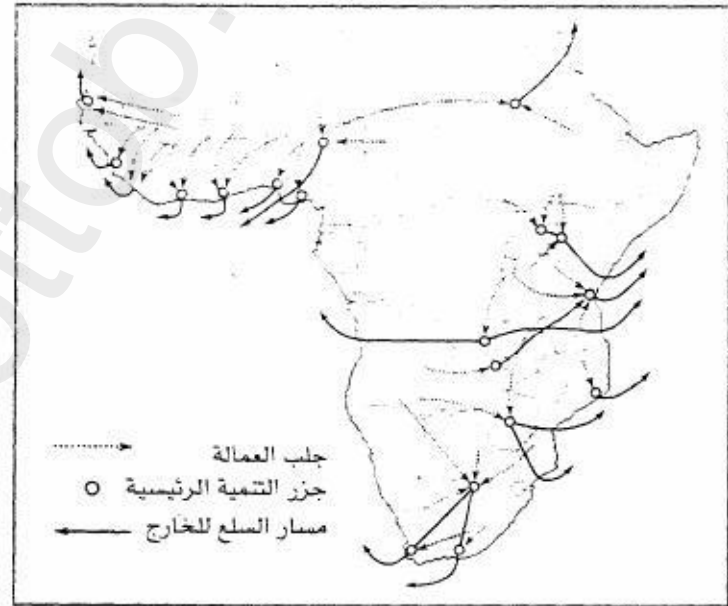 جلب العمالة
جزر التنمية الرئيسية
مسار السلع للخارج